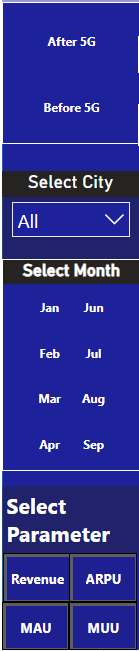 After 5G
Before 5G
Select City
All
Select Month
Jan Jun
Feb Jul
Mar Aug
Apr Sep
Select
Parameter
Revenue ARPU
MAU MUU